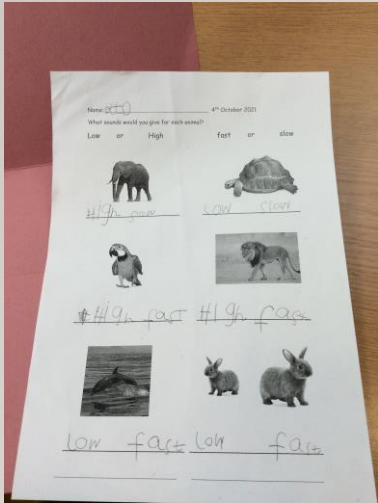 Name: 4th October 2021
What sounds would you give for each animal?
Low or High fast or slow
High slow LOW slow
High fast High fast
low fast low fast